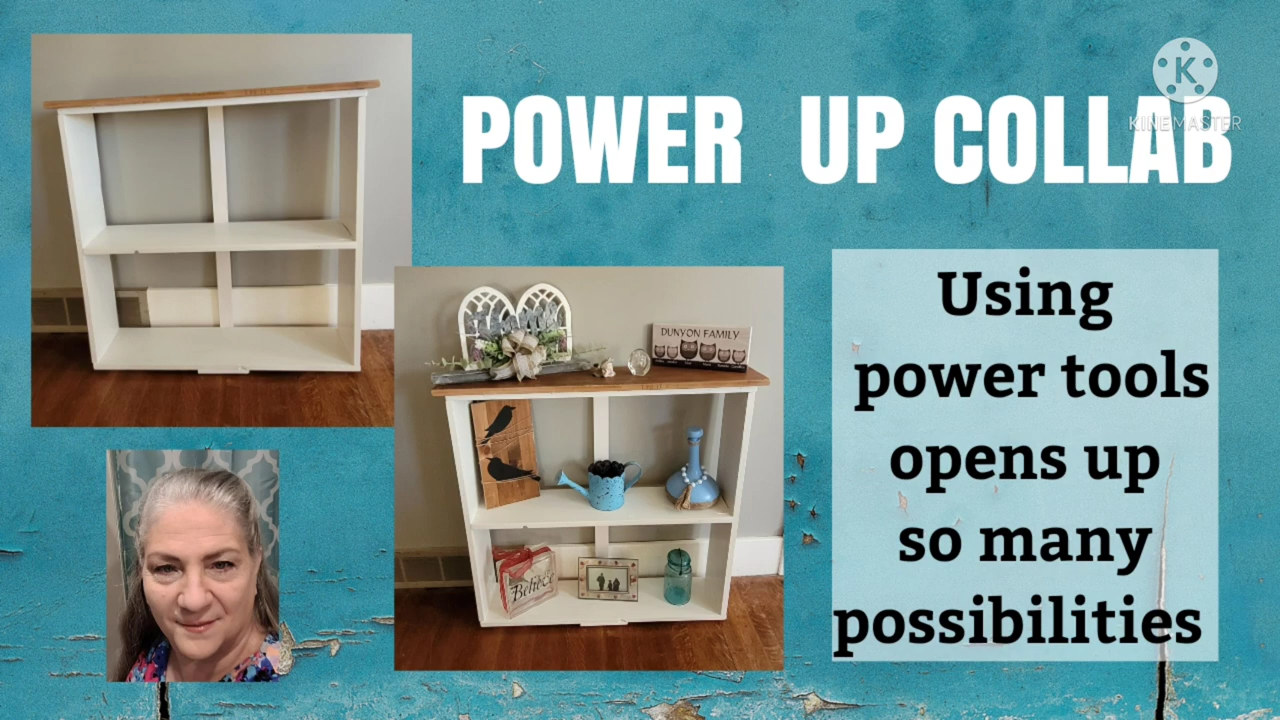 POWER UP COLLAB
K
KINEMASTER
DUNYON FAMILY
Believe
Using
power tools
opens up
so many
possibilities